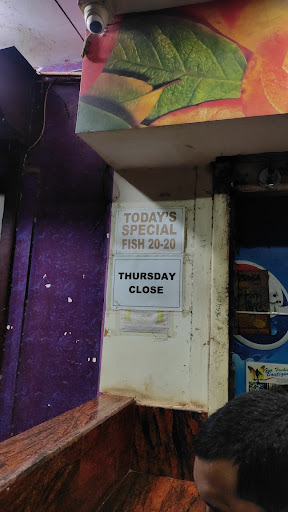 TODAY'S
SPECIAL
FISH 20-20
THURSDAY
CLOSE